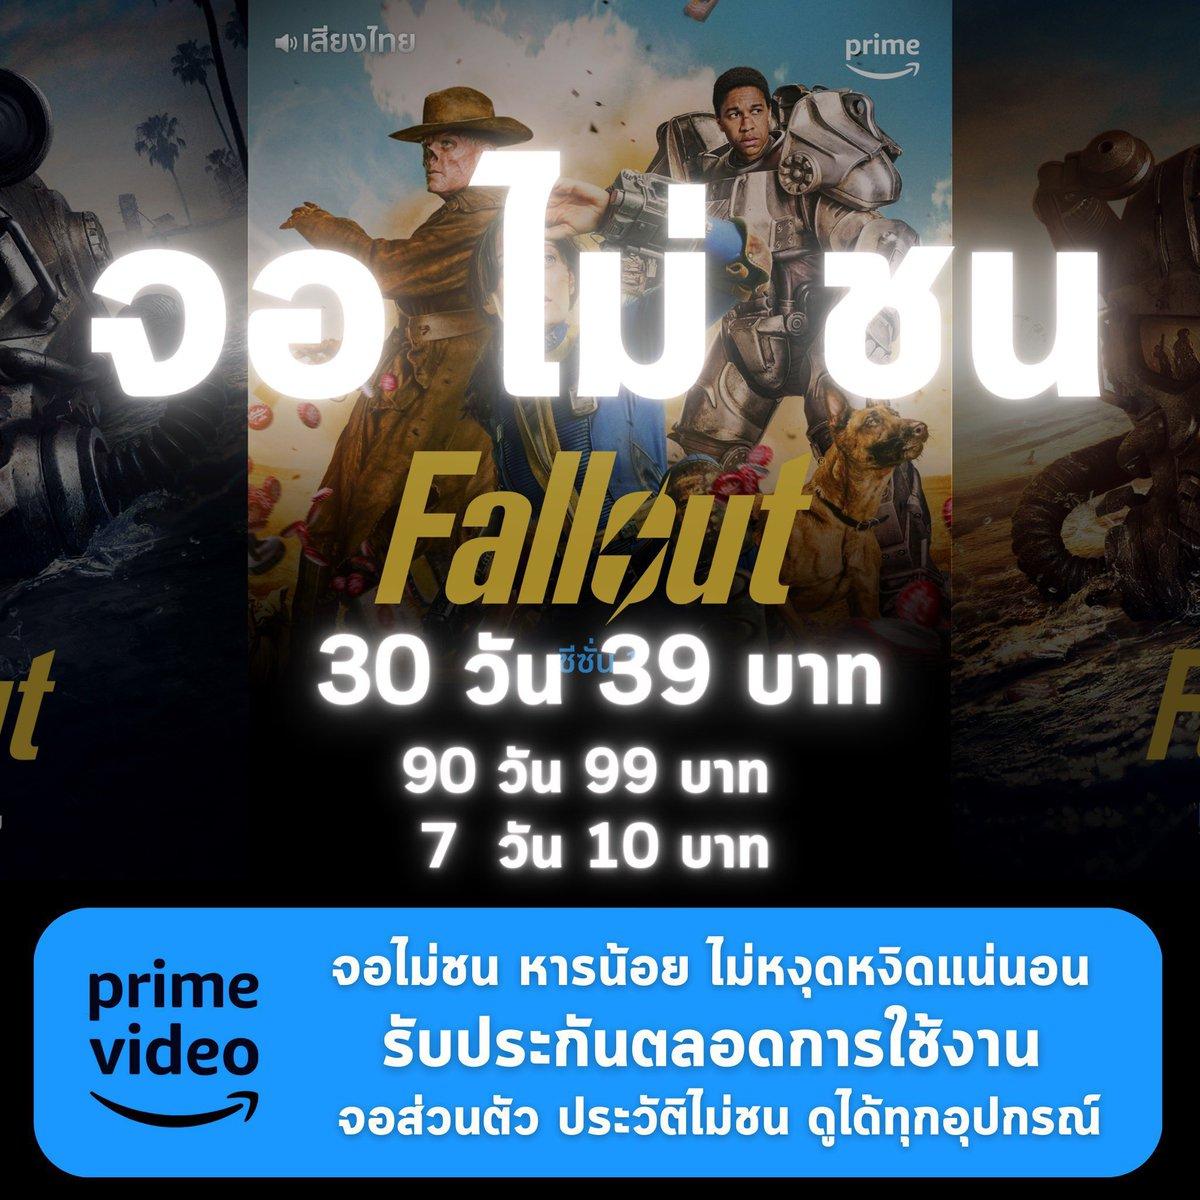 เสียงไทย
prime
จอ ไม่ ชน
Fallout
ซีซั่น
30 วัน 39 บาท
90 วัน 99 บาท
7 วัน 10 บาท
prime
video
จอไม่ชน หารน้อย ไม่หงุดหงิดแน่นอน
รับประกันตลอดการใช้งาน
จอส่วนตัว ประวัติไม่ชน ดูได้ทุกอุปกรณ์